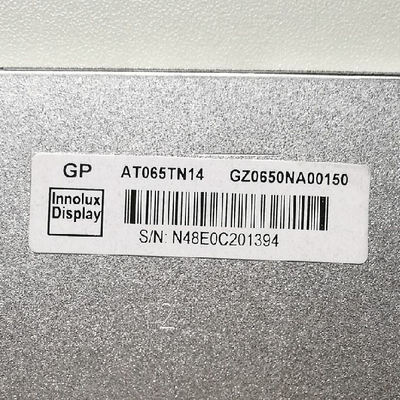 GP AT065TN14 GZ0650NA00150
Innolux
Display
S/N: N48E0C201394